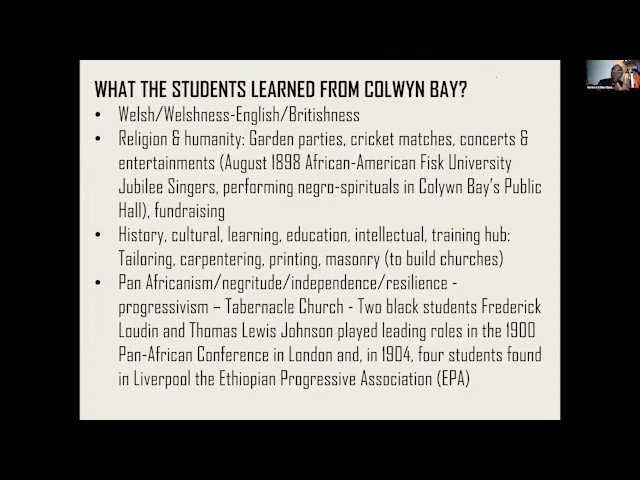 WHAT THE STUDENTS LEARNED FROM COLWYN BAY?
• Welsh/Welshness-English/Britishness
• Religion & humanity: Garden parties, cricket matches, concerts &
entertainments (August 1898 African-American Fisk University
Jubilee Singers, performing negro-spirituals in Colywn Bay's Public
Hall), fundraising
• History, cultural, learning, education, intellectual, training hub:
Tailoring, carpentering, printing, masonry (to build churches)
• Pan Africanism/negritude/independence/resilience -
progressivism – Tabernacle Church - Two black students Frederick
Loudin and Thomas Lewis Johnson played leading roles in the 1900
Pan-African Conference in London and, in 1904, four students found
in Liverpool the Ethiopian Progressive Association (EPA)